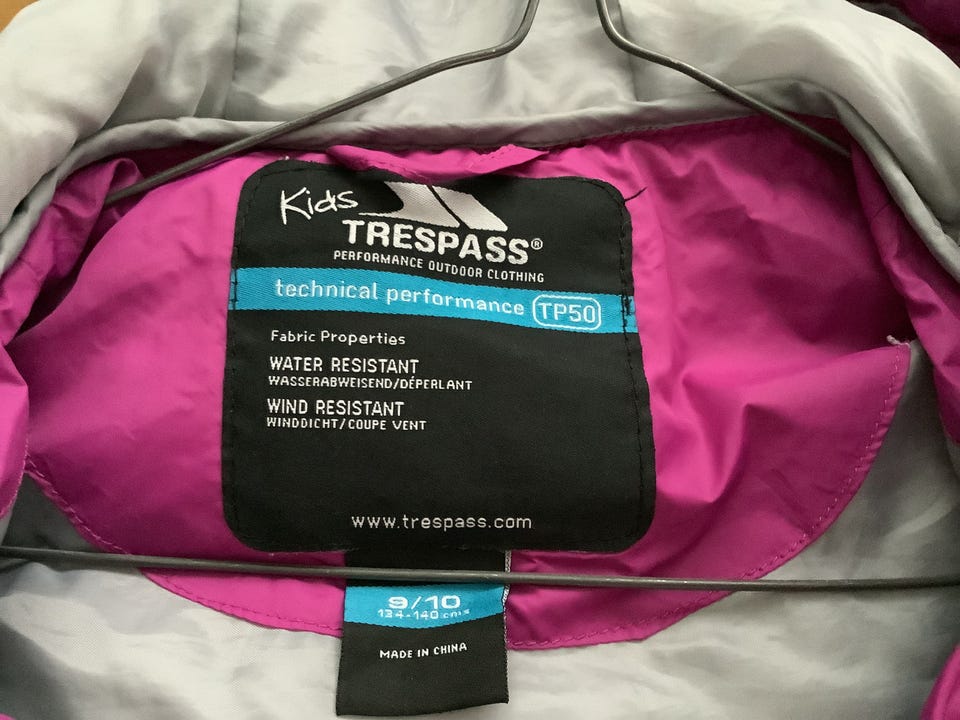 Kids
TRESPASS®
PERFORMANCE OUTDOOR CLOTHING
technical performance TP50
Fabric Properties
WATER RESISTANT
WASSERABWEISEND/DÉPERLANT
WIND RESISTANT
WINDDICHT/COUPE VENT
www.trespass.com
9/10
134-140 cms
MADE IN CHINA